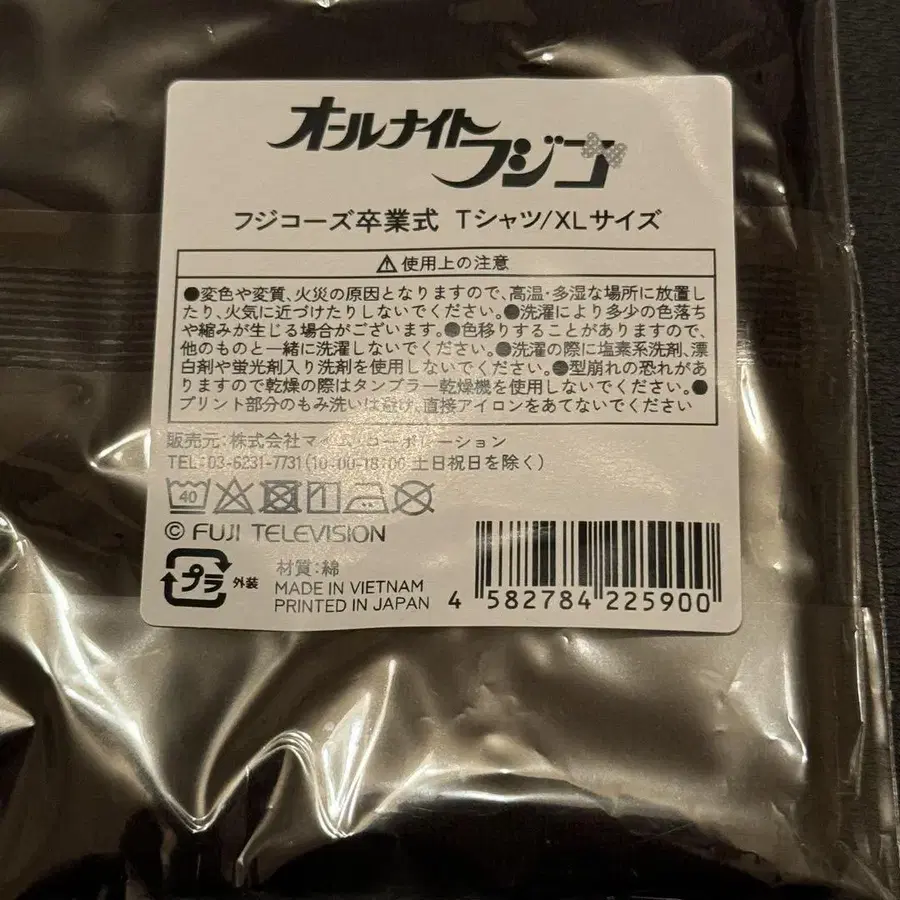 オールナイト
フジコ
フジコーズ卒業式 Tシャツ/XLサイズ
⚠使用上の注意
●変色や変質、火災の原因となりますので、高温・多湿な場所に放置し
たり、火気に近づけたりしないでください。●洗濯により多少の色落ち
や縮みが生じる場合がございます。●色移りすることがありますので、
他のものと一緒に洗濯しないでください。●洗濯の際に塩素系洗剤、漂
白剤や蛍光剤入り洗剤を使用しないでください。●型崩れの恐れがあ
りますので乾燥の際はタンブラー乾燥機を使用しないでください。●
プリント部分のもみ洗いは避け、直接アイロンをあてないでください
販売元:株式会社 コーポレーション
TEL:03-6231-7731(10:00-18:00 土日祝日を除く)
40
© FUJI TELEVISION
プラ 外装
材質:綿
MADE IN VIETNAM
PRINTED IN JAPAN
4 582784 225900